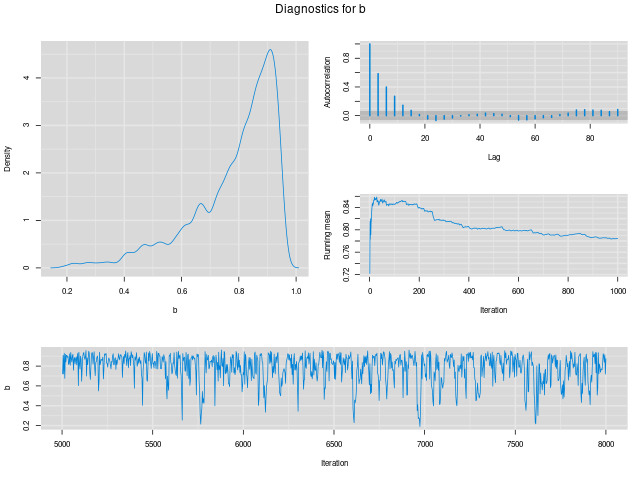 Diagnostics for b
Density
0 1 2 3 4
0.2 0.4 0.6 0.8 1.0
b
Autocorrelation
0.0 0.4 0.8
0 20 40 60 80
Lag
Running mean
0.72 0.76 0.80 0.84
0 200 400 600 800 1000
Iteration
b
0.2 0.4 0.6 0.8
5000 5500 6000 6500 7000 7500 8000
Iteration